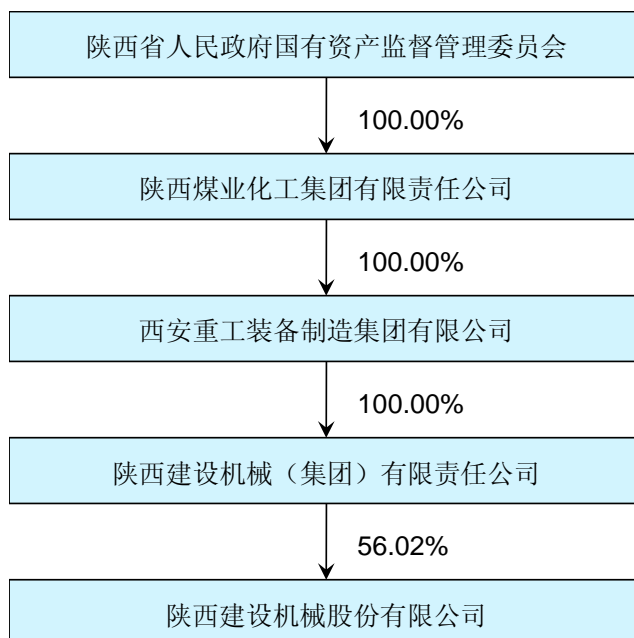 陕西省人民政府国有资产监督管理委员会
100.00%
陕西煤业化工集团有限责任公司
100.00%
西安重工装备制造集团有限公司
100.00%
陕西建设机械（集团）有限责任公司
56.02%
陕西建设机械股份有限公司